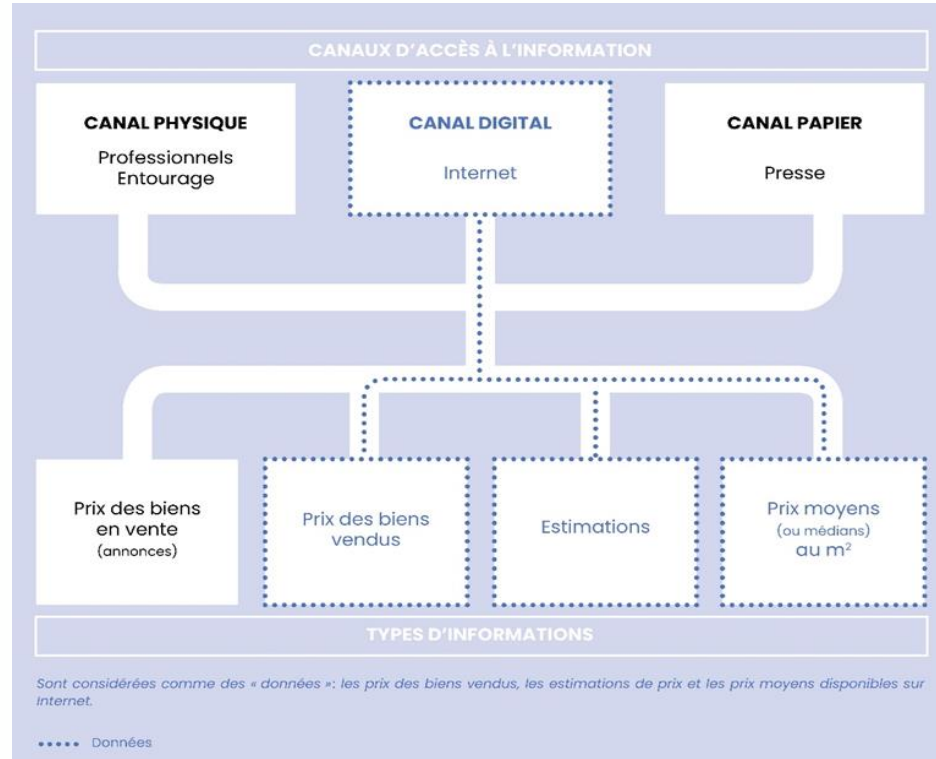 CANAUX D'ACCÈS À L'INFORMATION
CANAL PHYSIQUE
Professionnels
Entourage
CANAL DIGITAL
Internet
CANAL PAPIER
Presse
Prix des biens
en vente
(annonces)
Prix des biens
vendus
Estimations
Prix moyens
(ou médians)
au m²
TYPES D'INFORMATIONS
Sont considérées comme des « données »: les prix des biens vendus, les estimations de prix et les prix moyens disponibles sur
Internet.
Données